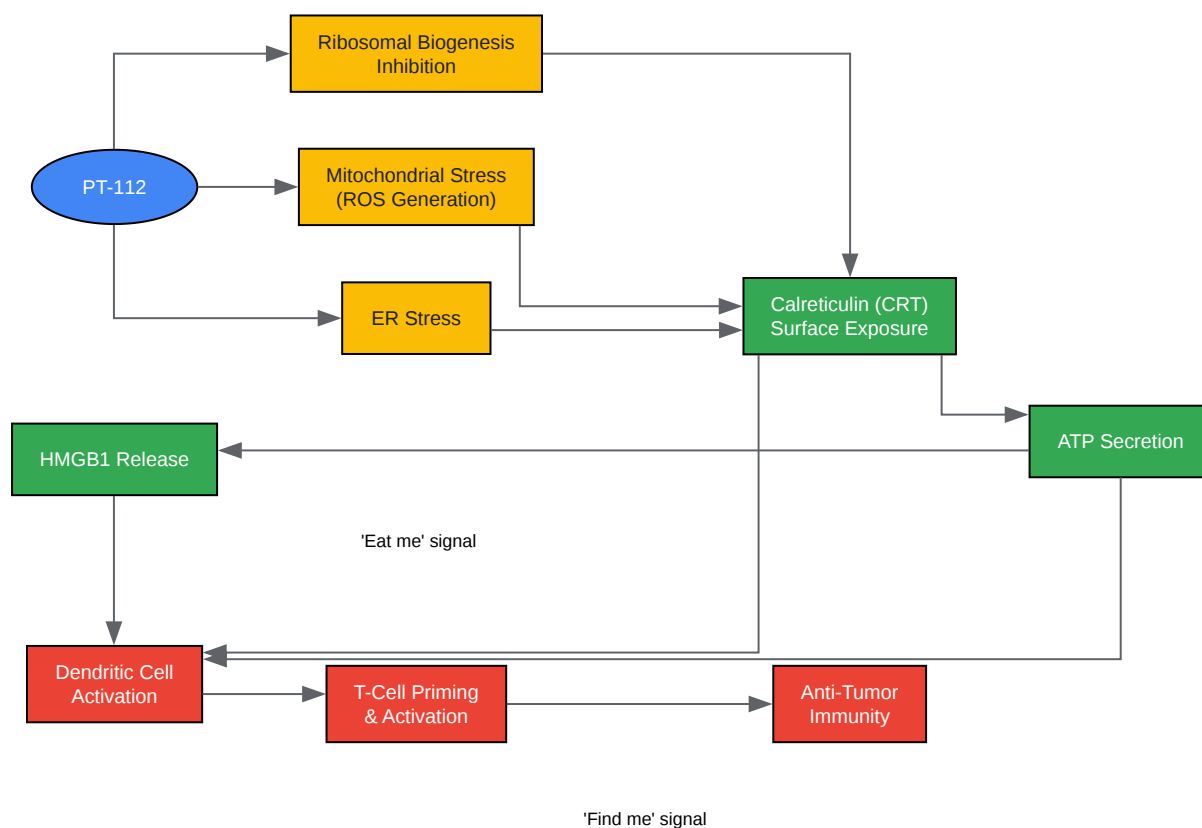 Ribosomal Biogenesis
Inhibition
PT-112
Mitochondrial Stress
(ROS Generation)
ER Stress
Calreticulin (CRT)
Surface Exposure
HMGB1 Release
ATP Secretion
'Eat me' signal
Dendritic Cell
Activation
T-Cell Priming
& Activation
Anti-Tumor
Immunity
'Find me' signal